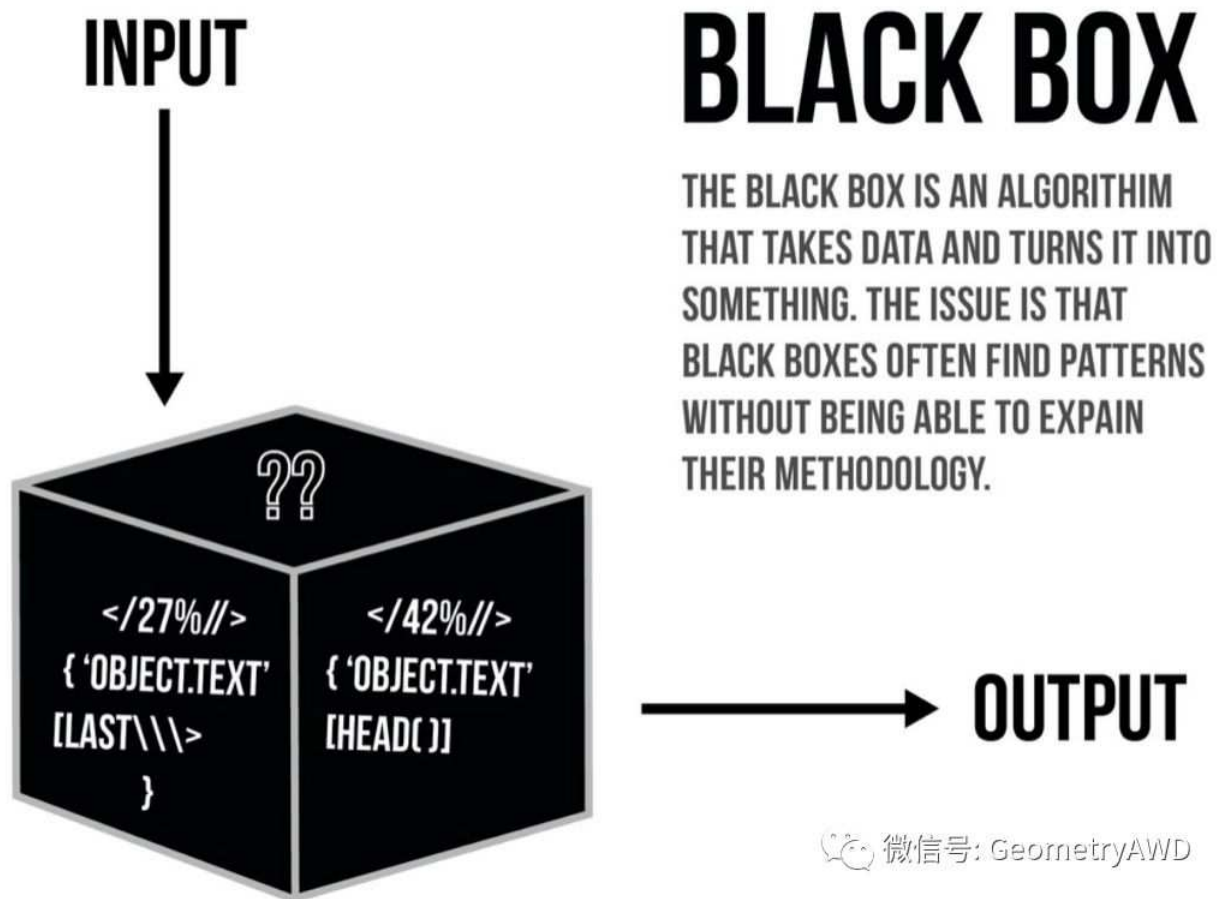 INPUT
BLACK BOX
THE BLACK BOX IS AN ALGORITHIM
THAT TAKES DATA AND TURNS IT INTO
SOMETHING. THE ISSUE IS THAT
BLACK BOXES OFTEN FIND PATTERNS
WITHOUT BEING ABLE TO EXPAIN
THEIR METHODOLOGY.
??
</27%//>
{ ‘OBJECT.TEXT’
[LAST\\\>
}
</42%//>
{ ‘OBJECT.TEXT’
[HEAD( )]
OUTPUT
微信号: GeometryAWD